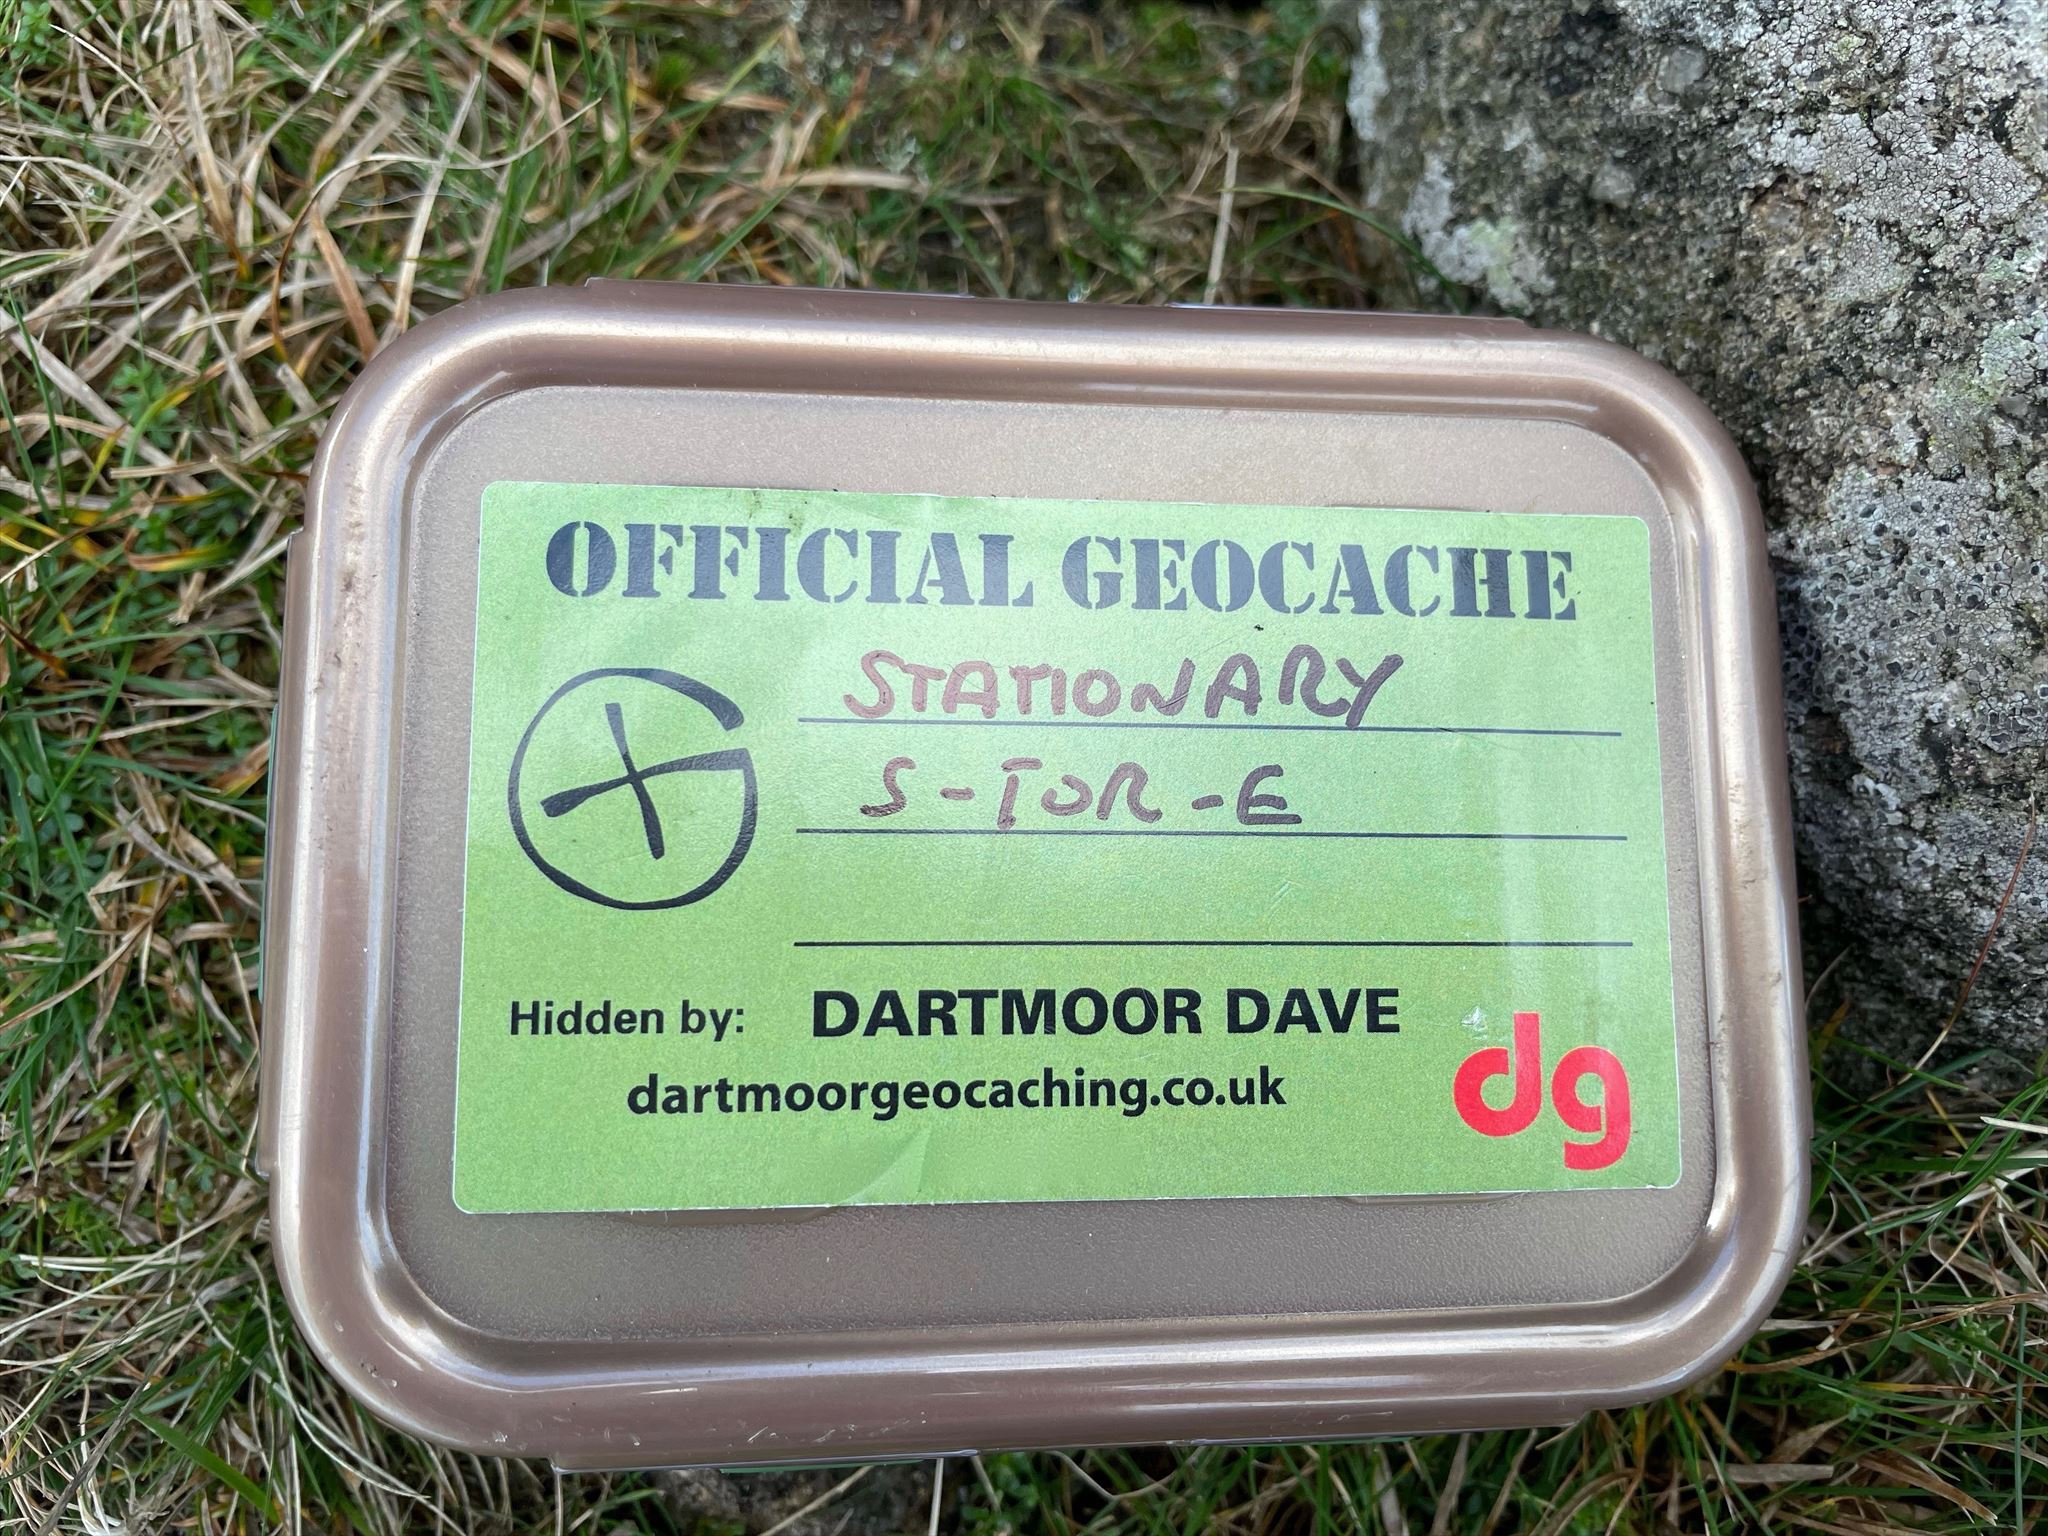 OFFICIAL GEOCACHE
STATIONARY
S-TOR-E
Hidden by: DARTMOOR DAVE
dartmoorgeocaching.co.uk
dg